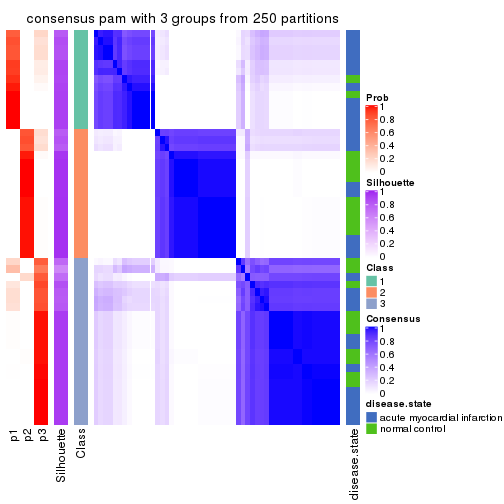 consensus pam with 3 groups from 250 partitions
Prob
1
0.8
0.6
0.4
0.2
0
Silhouette
1
0.8
0.6
0.4
0.2
0
Class
1
2
3
Consensus
1
0.8
0.6
0.4
0.2
0
disease.state
acute myocardial infarction
normal control
p1
p2
p3
Silhouette
Class
disease.state